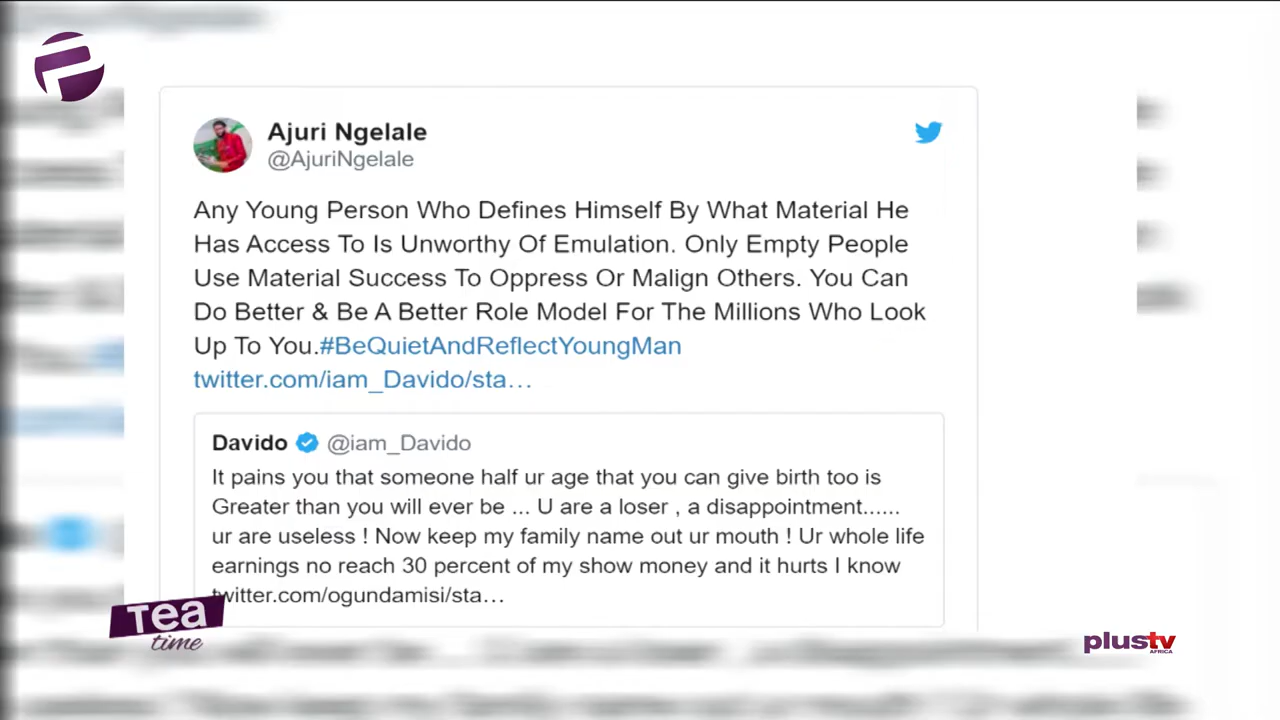 Ajuri Ngelale
@AjuriNgelale
Any Young Person Who Defines Himself By What Material He
Has Access To Is Unworthy Of Emulation. Only Empty People
Use Material Success To Oppress Or Malign Others. You Can
Do Better & Be A Better Role Model For The Millions Who Look
Up To You.#BeQuietAndReflectYoungMan
twitter.com/iam_Davido/sta…
Davido @iam_Davido
It pains you that someone half ur age that you can give birth too is
Greater than you will ever be ... U are a loser , a disappointment......
ur are useless ! Now keep my family name out ur mouth ! Ur whole life
earnings no reach 30 percent of my show money and it hurts I know
twitter.com/ogundamisi/sta…
Tea
time
plustv
AFRICA